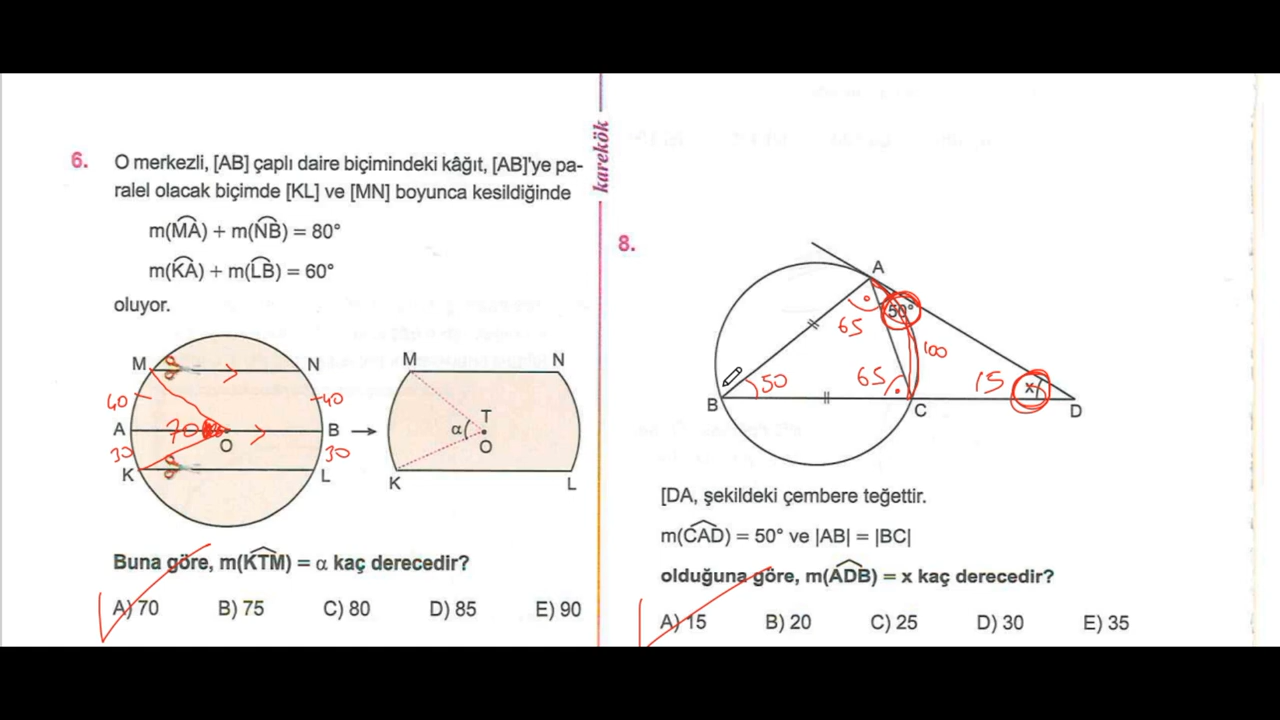 6. O merkezli, [AB] çaplı daire biçimindeki kâğıt, [AB]'ye pa-
ralel olacak biçimde [KL] ve [MN] boyunca kesildiğinde
m(MA) + m(NB) = 80°
m(KA) + m(LB) = 60°
oluyor.
M N
40 40
A 70 O B
30 30
K L
M N
α T
O
K L
Buna göre, m(KTM) = α kaç derecedir?
A) 70 B) 75 C) 80 D) 85 E) 90
karekök
8.
A
50°
65
100
B 50 65 C 15 x D
[DA, şekildeki çembere teğettir.
m(CAD) = 50° ve |AB| = |BC|
olduğuna göre, m(ADB) = x kaç derecedir?
A) 15 B) 20 C) 25 D) 30 E) 35